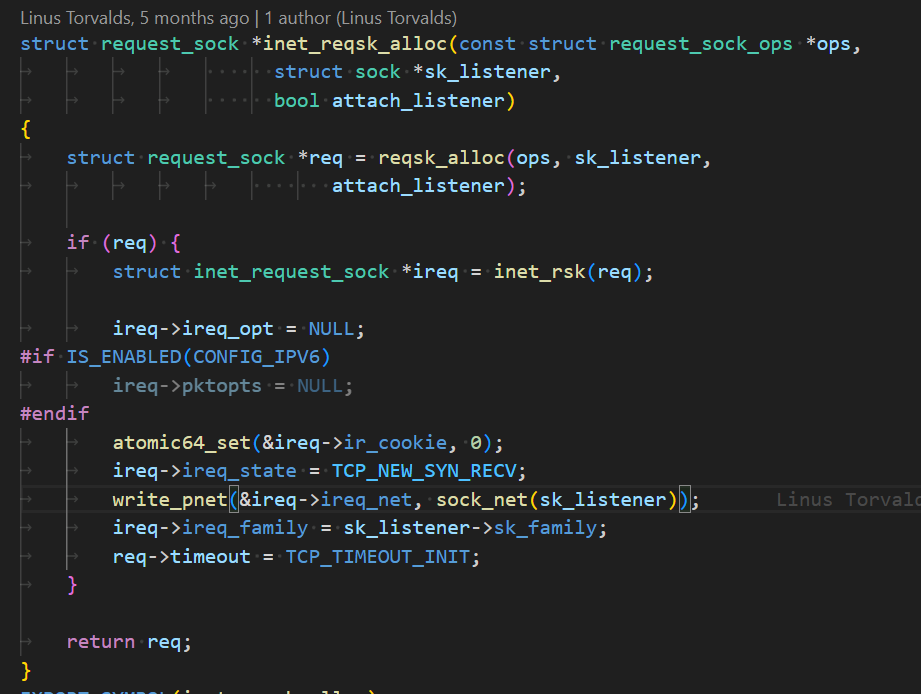 Linus Torvalds, 5 months ago | 1 author (Linus Torvalds)
struct request_sock *inet_reqsk_alloc(const struct request_sock_ops *ops,
struct sock *sk_listener,
bool attach_listener)
{
struct request_sock *req = reqsk_alloc(ops, sk_listener,
attach_listener);
if (req) {
struct inet_request_sock *ireq = inet_rsk(req);
ireq->ireq_opt = NULL;
#if IS_ENABLED(CONFIG_IPV6)
ireq->pktopts = NULL;
#endif
atomic64_set(&ireq->ir_cookie, 0);
ireq->ireq_state = TCP_NEW_SYN_RECV;
write_pnet(&ireq->ireq_net, sock_net(sk_listener)); Linus
ireq->ireq_family = sk_listener->sk_family;
req->timeout = TCP_TIMEOUT_INIT;
}
return req;
}